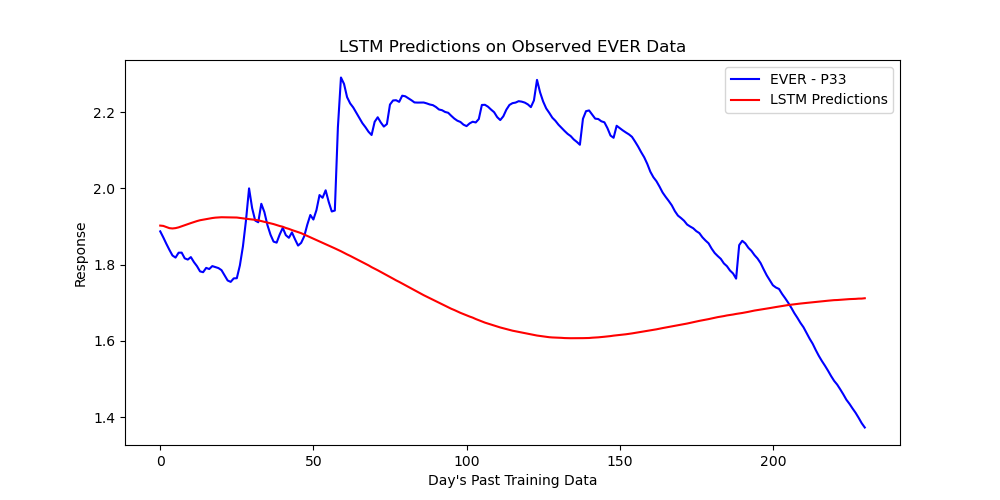 LSTM Predictions on Observed EVER Data
EVER - P33
LSTM Predictions
Response
2.2
2.0
1.8
1.6
1.4
0
50
100
150
200
Day's Past Training Data